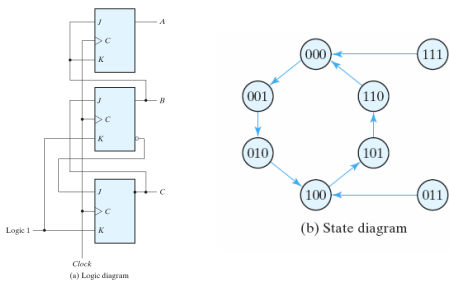 J
C
K
A
J
C
K
B
J
C
K
C
Logic 1
Clock
(a) Logic diagram
000
111
001
110
010
101
100
011
(b) State diagram